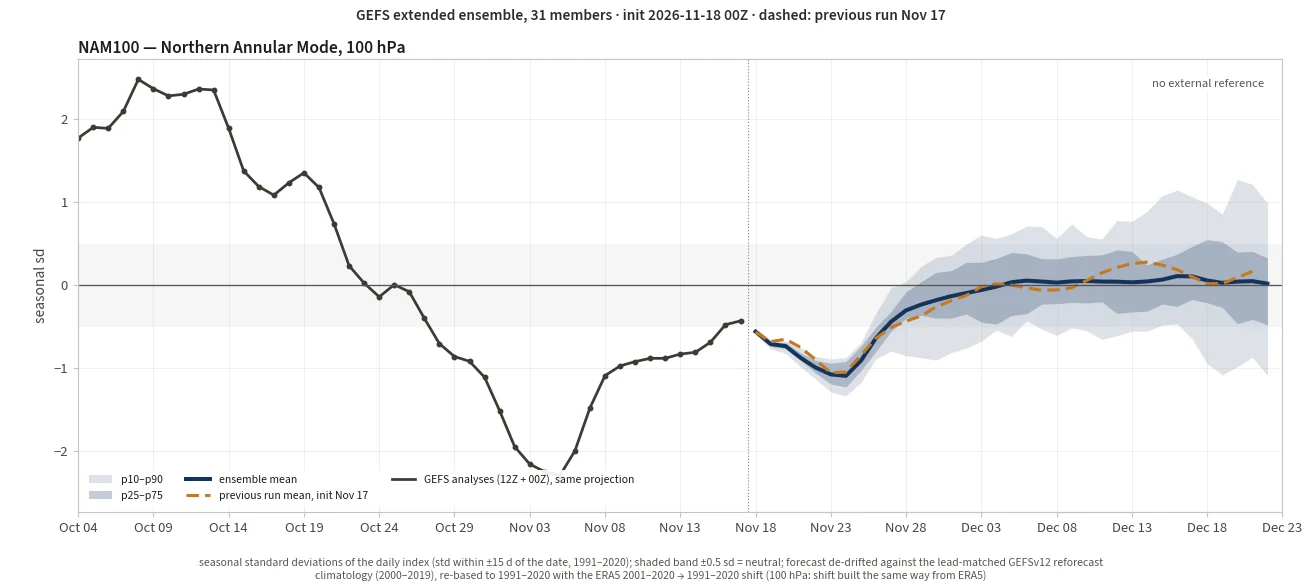 GEFS extended ensemble, 31 members · init 2026-11-18 00Z · dashed: previous run Nov 17
NAM100 — Northern Annular Mode, 100 hPa
no external reference
seasonal sd
2
1
0
−1
−2
p10–p90
ensemble mean
GEFS analyses (12Z + 00Z), same projection
p25–p75
previous run mean, init Nov 17
Oct 04
Oct 09
Oct 14
Oct 19
Oct 24
Oct 29
Nov 03
Nov 08
Nov 13
Nov 18
Nov 23
Nov 28
Dec 03
Dec 08
Dec 13
Dec 18
Dec 23
seasonal standard deviations of the daily index (std within ±15 d of the date, 1991–2020); shaded band ±0.5 sd = neutral; forecast de-drifted against the lead-matched GEFSv12 reforecast
climatology (2000–2019), re-based to 1991–2020 with the ERA5 2001–2020 → 1991–2020 shift (100 hPa: shift built the same way from ERA5)